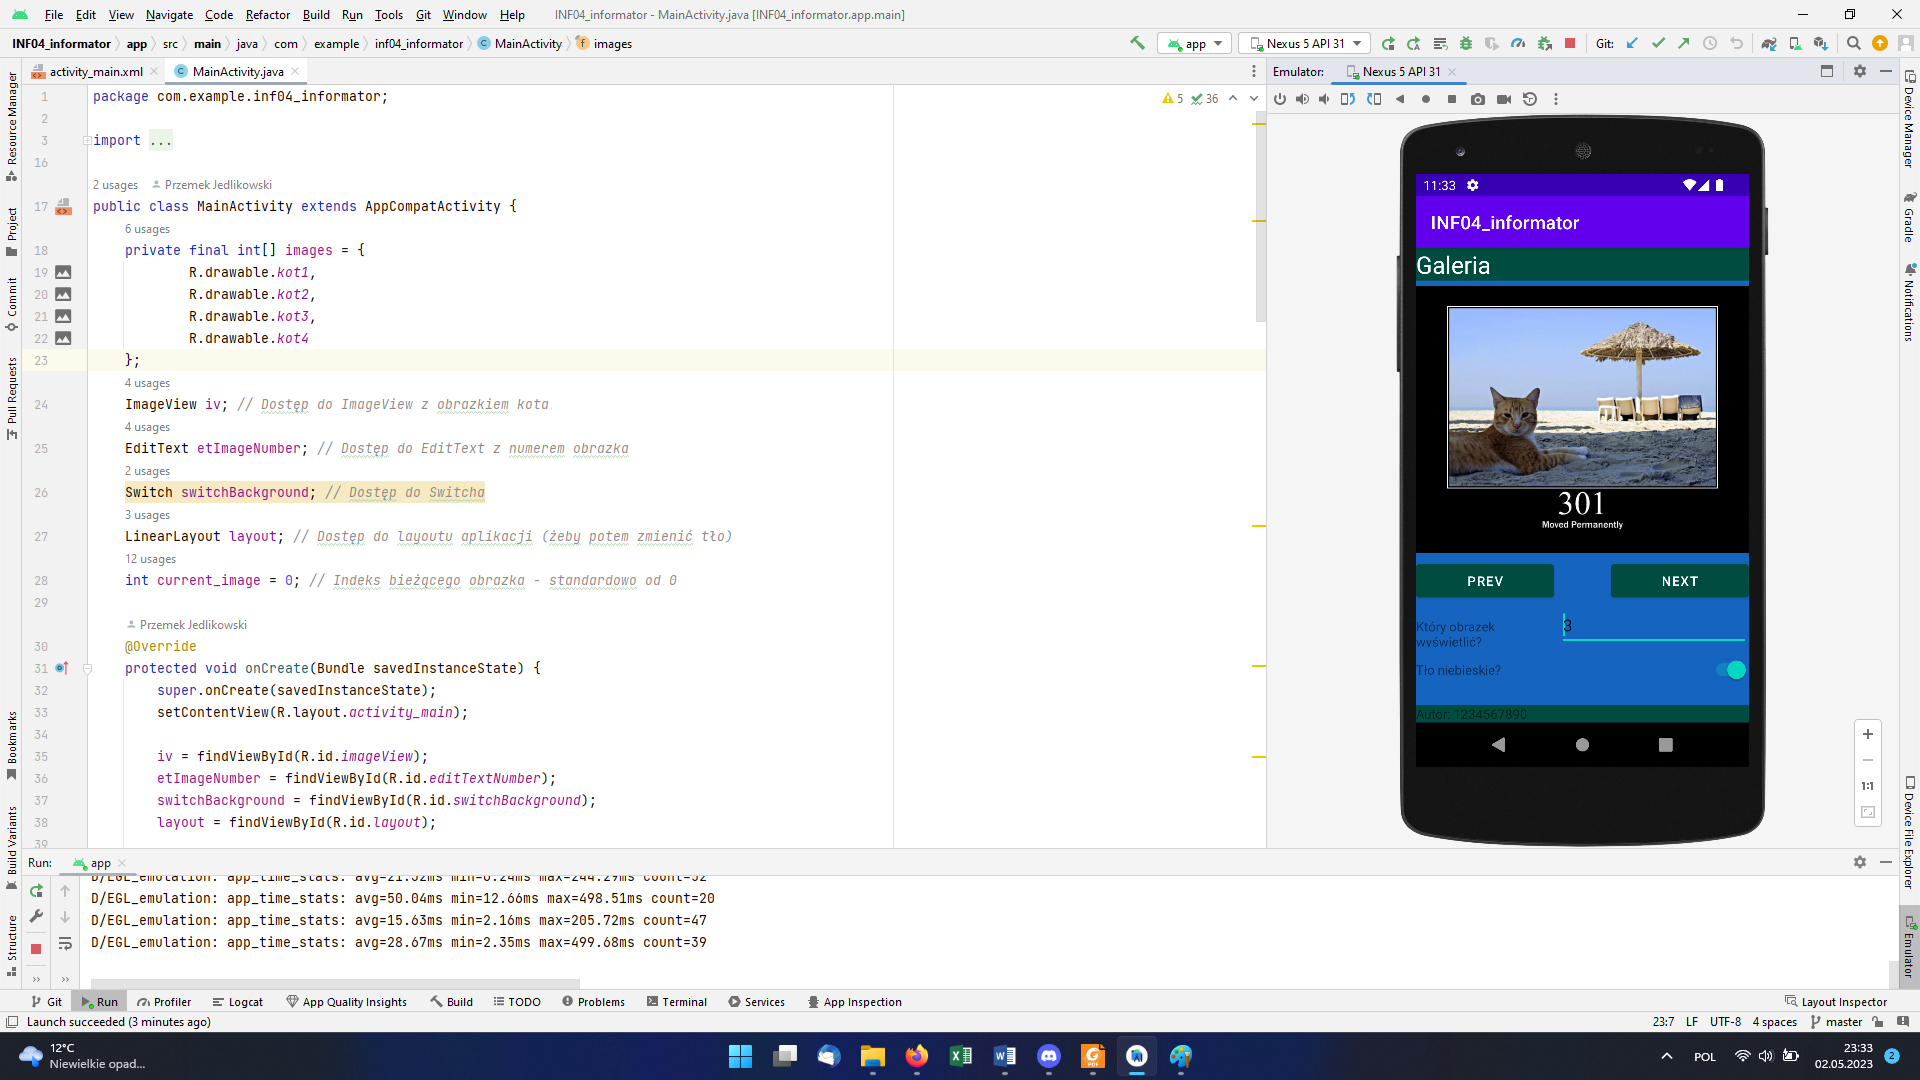 File Edit View Navigate Code Refactor Build Run Tools Git Window Help INF04_informator - MainActivity.java [INF04_informator.app.main]
INF04_informator app src main java com example inf04_informator MainActivity images app Nexus 5 API 31 Git:
activity_main.xml MainActivity.java Emulator: Nexus 5 API 31
Resource Manager
Project
Commit
Pull Requests
Bookmarks
Build Variants
Structure
5 36
1 package com.example.inf04_informator;
2
3 import ...
16
2 usages Przemek Jedlikowski
17 public class MainActivity extends AppCompatActivity {
6 usages
18 private final int[] images = {
19 R.drawable.kot1,
20 R.drawable.kot2,
21 R.drawable.kot3,
22 R.drawable.kot4
23 };
4 usages
24 ImageView iv; // Dostęp do ImageView z obrazkiem kota
4 usages
25 EditText etImageNumber; // Dostęp do EditText z numerem obrazka
2 usages
26 Switch switchBackground; // Dostęp do Switcha
3 usages
27 LinearLayout layout; // Dostęp do layoutu aplikacji (żeby potem zmienić tło)
12 usages
28 int current_image = 0; // Indeks bieżącego obrazka - standardowo od 0
29
Przemek Jedlikowski
30 @Override
31 protected void onCreate(Bundle savedInstanceState) {
32 super.onCreate(savedInstanceState);
33 setContentView(R.layout.activity_main);
34
35 iv = findViewById(R.id.imageView);
36 etImageNumber = findViewById(R.id.editTextNumber);
37 switchBackground = findViewById(R.id.switchBackground);
38 layout = findViewById(R.id.layout);
39
11:33
INF04_informator
Galeria
301
Moved Permanently
PREV NEXT
Który obrazek
wyświetlić?
3
Tło niebieskie?
Autor: 1234567890
1:1
Device Manager
Gradle
Notifications
Device File Explorer
Emulator
Run: app
D/EGL_emulation: app_time_stats: avg=21.52ms min=6.24ms max=244.29ms count=52
D/EGL_emulation: app_time_stats: avg=50.04ms min=12.66ms max=498.51ms count=20
D/EGL_emulation: app_time_stats: avg=15.63ms min=2.16ms max=205.72ms count=47
D/EGL_emulation: app_time_stats: avg=28.67ms min=2.35ms max=499.68ms count=39
Git Run Profiler Logcat App Quality Insights Build TODO Problems Terminal Services App Inspection Layout Inspector
Launch succeeded (3 minutes ago) 23:7 LF UTF-8 4 spaces master
12°C
Niewielkie opad...
POL
23:33
02.05.2023
2